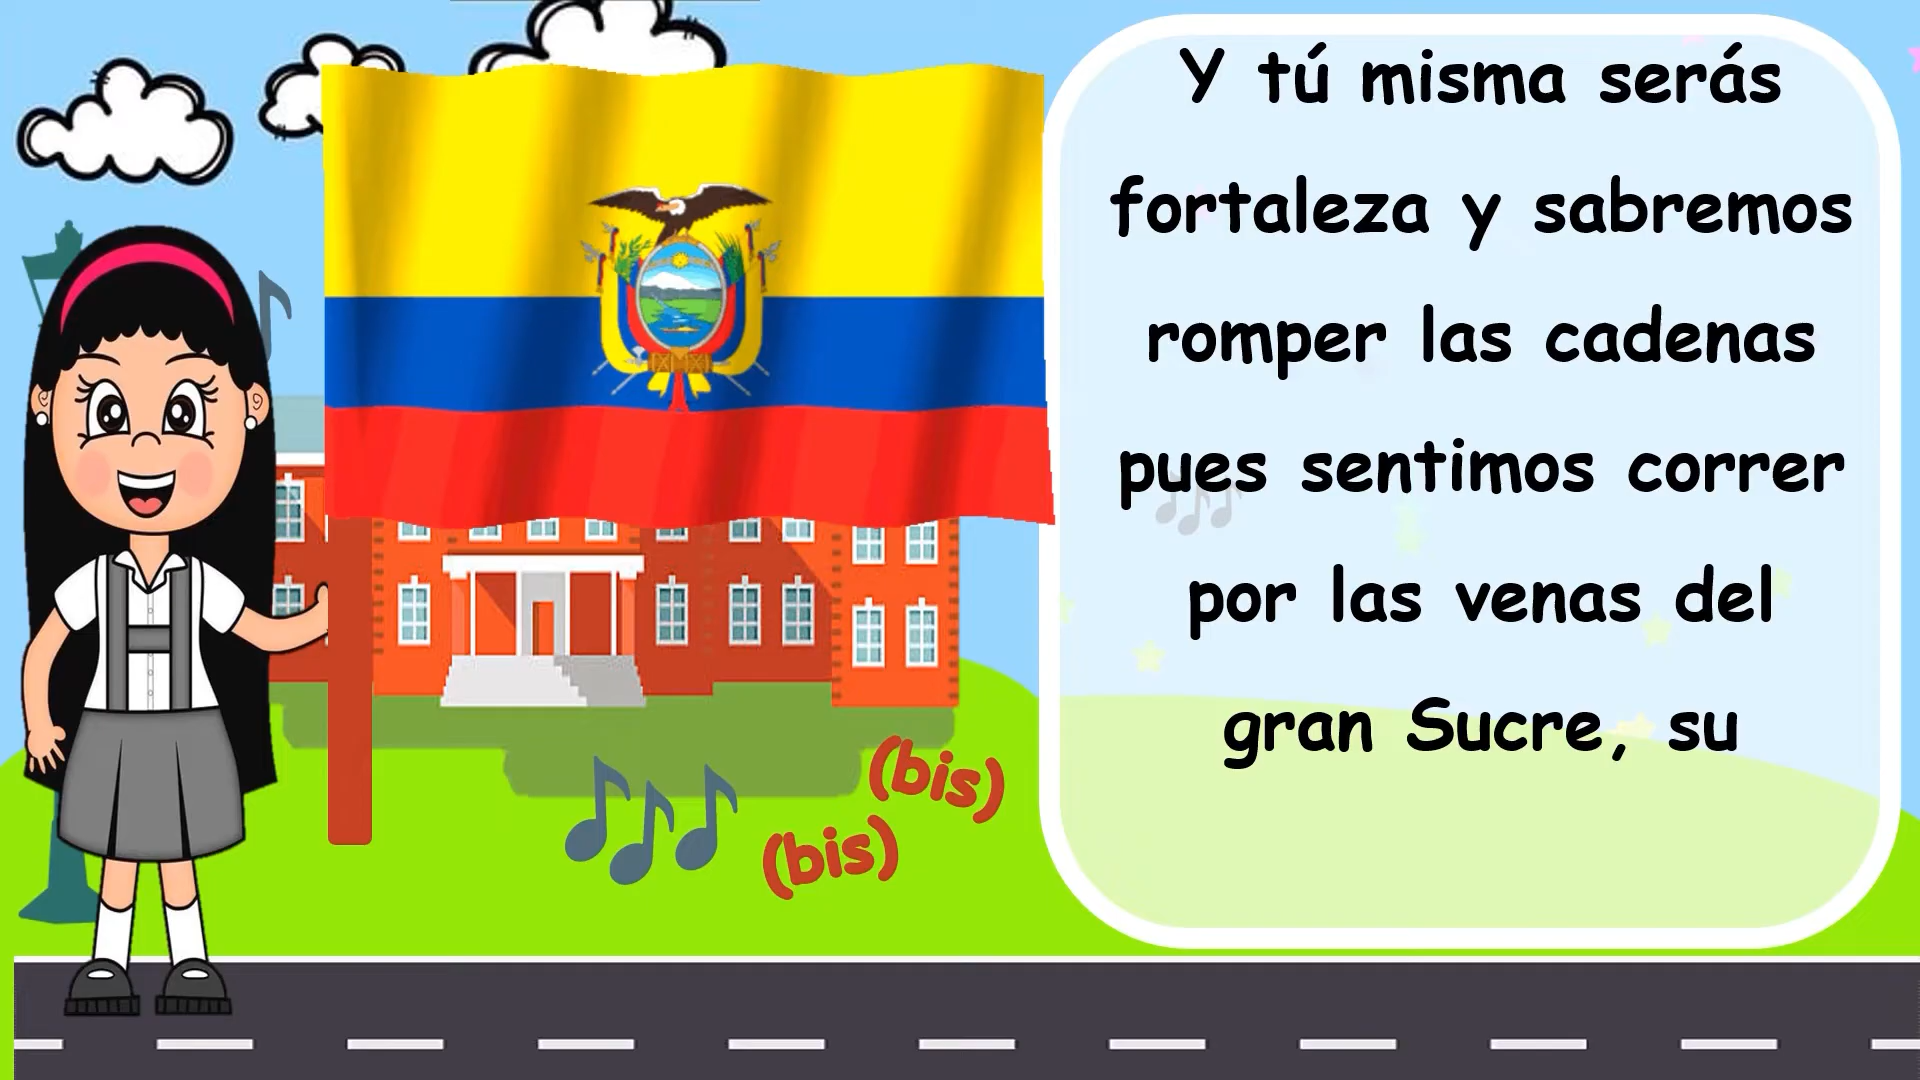 Y tú misma serás
fortaleza y sabremos
romper las cadenas
pues sentimos correr
por las venas del
gran Sucre, su
(bis)
(bis)